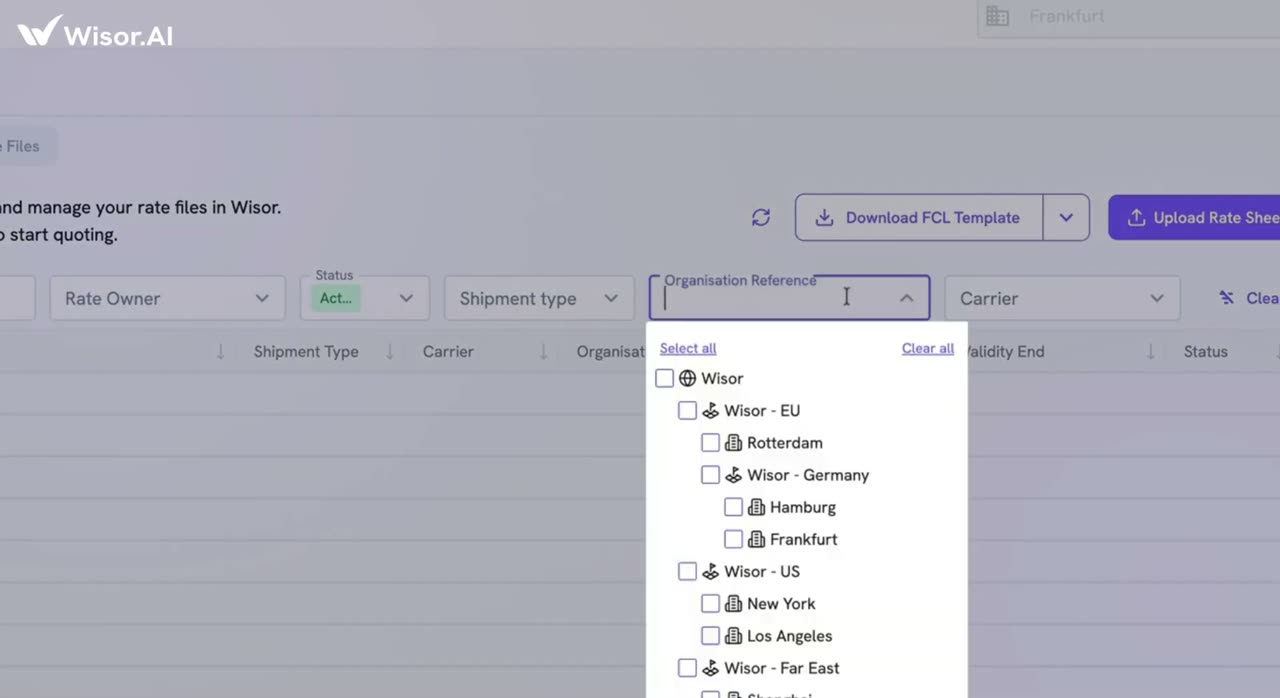 Wisor.AI
Frankfurt
Files
and manage your rate files in Wisor.
start quoting.
Download FCL Template
Upload Rate Shee
Rate Owner
Status
Act...
Shipment type
Organisation Reference
Carrier
Clea
Shipment Type
Carrier
Organisat
Validity End
Status
Select all
Clear all
Wisor
Wisor - EU
Rotterdam
Wisor - Germany
Hamburg
Frankfurt
Wisor - US
New York
Los Angeles
Wisor - Far East
Shanghai